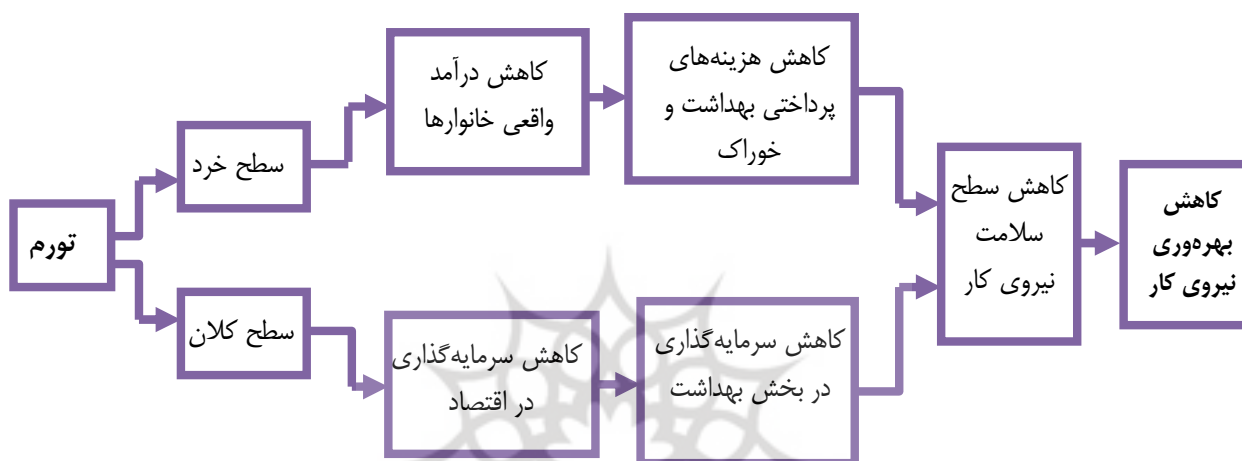 تورم
سطح خرد
کاهش درآمد
واقعی خانوارها
کاهش هزینه‌های
پرداختی بهداشت و
خوراک
سطح کلان
کاهش سرمایه‌گذاری
در اقتصاد
کاهش سرمایه‌گذاری
در بخش بهداشت
کاهش سطح
سلامت
نیروی کار
کاهش
بهره‌وری
نیروی کار